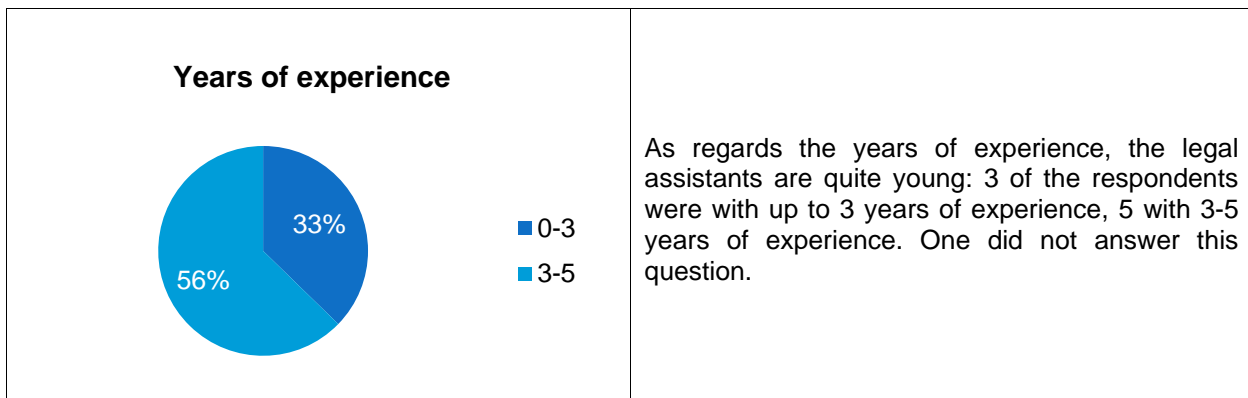 Years of experience
33%
56%
0-3
3-5
As regards the years of experience, the legal
assistants are quite young: 3 of the respondents
were with up to 3 years of experience, 5 with 3-5
years of experience. One did not answer this
question.